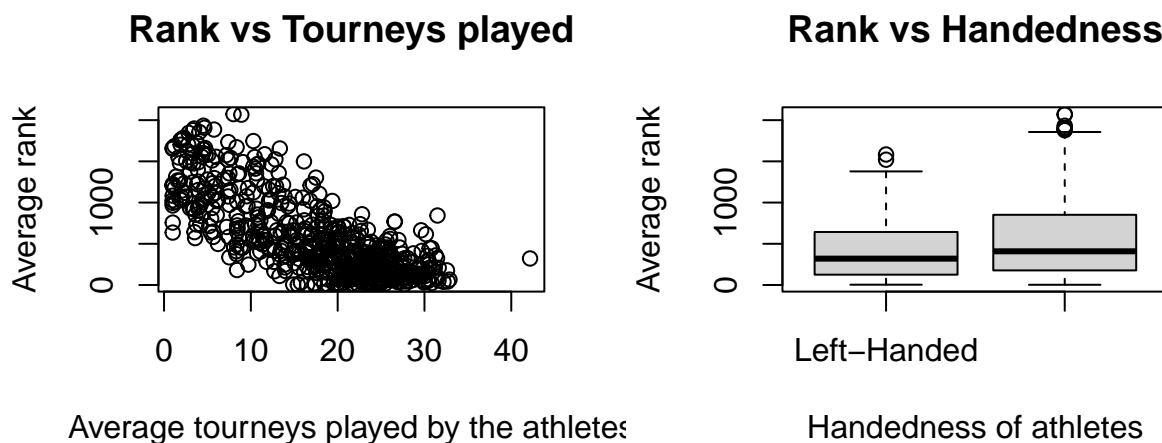 Rank vs Tourneys played
Average rank
1000
0
0 10 20 30 40
Average tourneys played by the athletes
Rank vs Handedness
Average rank
1000
0
Left−Handed
Handedness of athletes